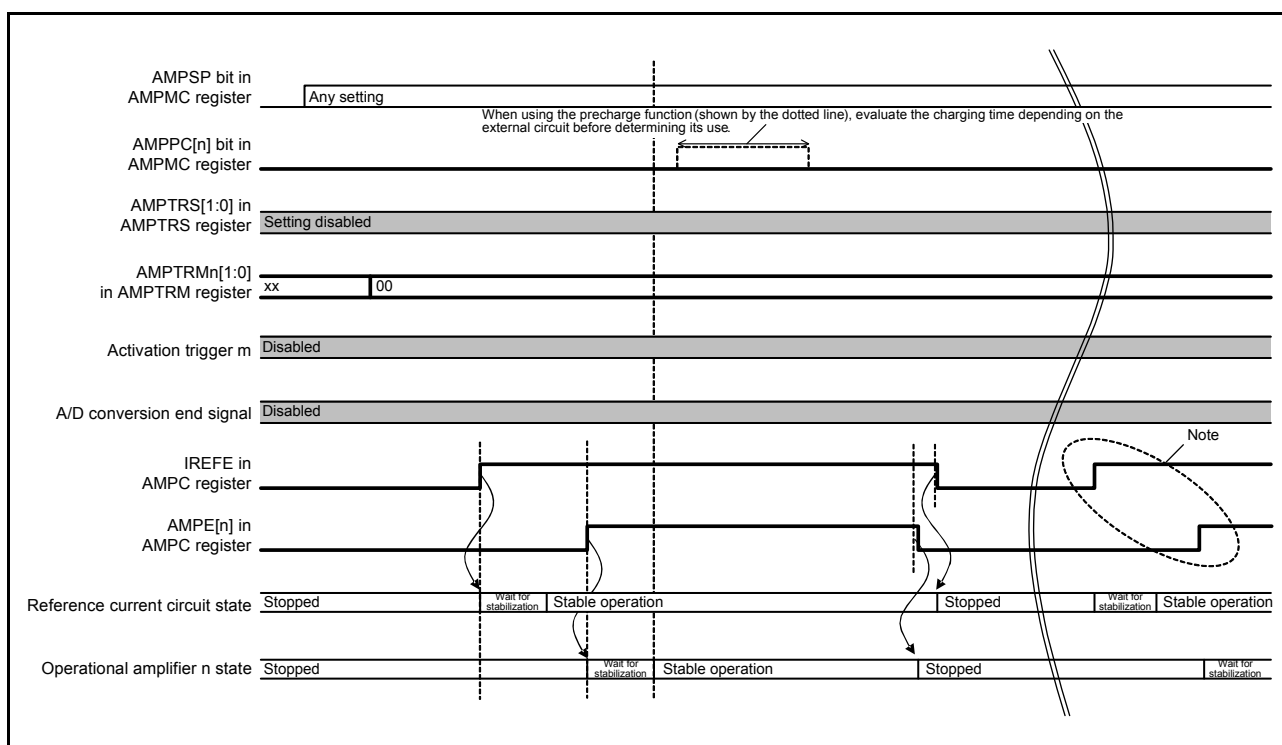 AMPSP bit in
AMPMC register
Any setting
When using the precharge function (shown by the dotted line), evaluate the charging time depending on the
external circuit before determining its use.
AMPPC[n] bit in
AMPMC register
AMPTRS[1:0] in
AMPTRS register
Setting disabled
AMPTRMn[1:0]
in AMPTRM register
xx
00
Activation trigger m
Disabled
A/D conversion end signal
Disabled
Note
IREFE in
AMPC register
AMPE[n] in
AMPC register
Reference current circuit state
Stopped
Wait for
stabilization
Stable operation
Stopped
Wait for
stabilization
Stable operation
Operational amplifier n state
Stopped
Wait for
stabilization
Stable operation
Stopped
Wait for
stabilization